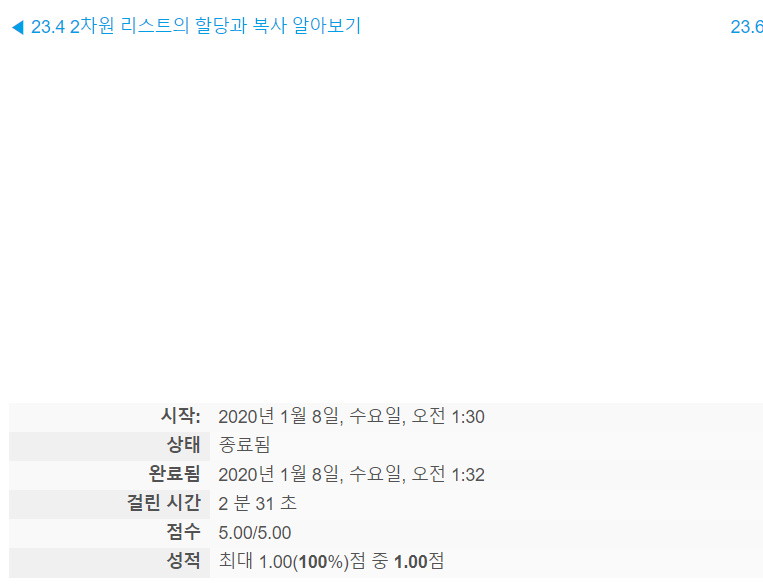 ◀ 23.4 2차원 리스트의 할당과 복사 알아보기 23.6
시작: 2020년 1월 8일, 수요일, 오전 1:30
상태 종료됨
완료됨 2020년 1월 8일, 수요일, 오전 1:32
걸린 시간 2 분 31 초
점수 5.00/5.00
성적 최대 1.00(100%)점 중 1.00점